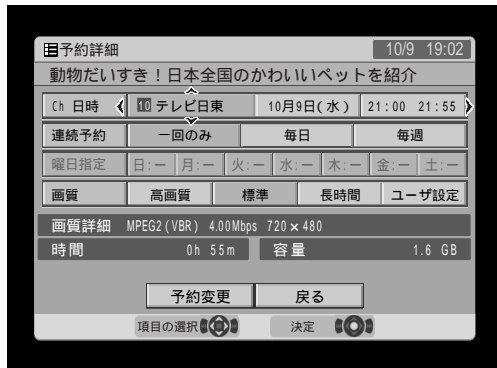 予約詳細 10/9 19:02
動物だいすき！日本全国のかわいいペットを紹介
Ch 日時 10 テレビ日東 10月9日(水) 21:00 21:55
連続予約 一回のみ 毎日 毎週
曜日指定 日:ー 月:ー 火:ー 水:ー 木:ー 金:ー 土:ー
画質 高画質 標準 長時間 ユーザ設定
画質詳細 MPEG2(VBR) 4.00Mbps 720×480
時間 0h 55m 容量 1.6 GB
予約変更 戻る
項目の選択 決定